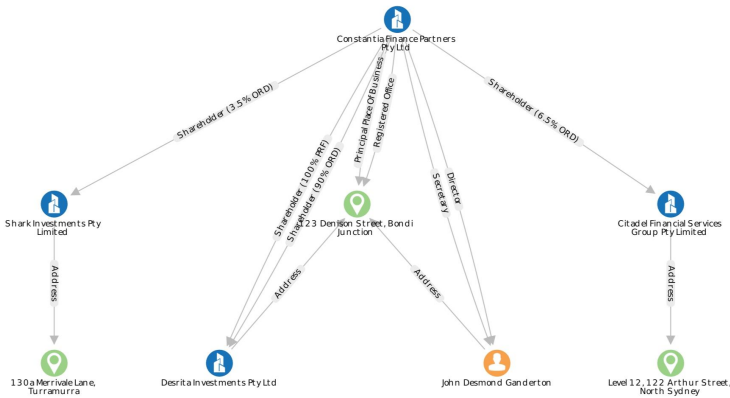 Constantia Finance Partners
Pty Ltd
Shareholder (3.5% ORD)
Shareholder (100% PRF)
Shareholder (90% ORD)
Principal Place Of Business
Registered Office
Secretary
Director
Shareholder (6.5% ORD)
Shark Investments Pty
Limited
123 Denison Street, Bondi
Junction
Citadel Financial Services
Group Pty Limited
Address
Address
Address
Address
130a Merrivale Lane,
Turramurra
Desrita Investments Pty Ltd
John Desmond Ganderton
Level 12, 122 Arthur Street,
North Sydney